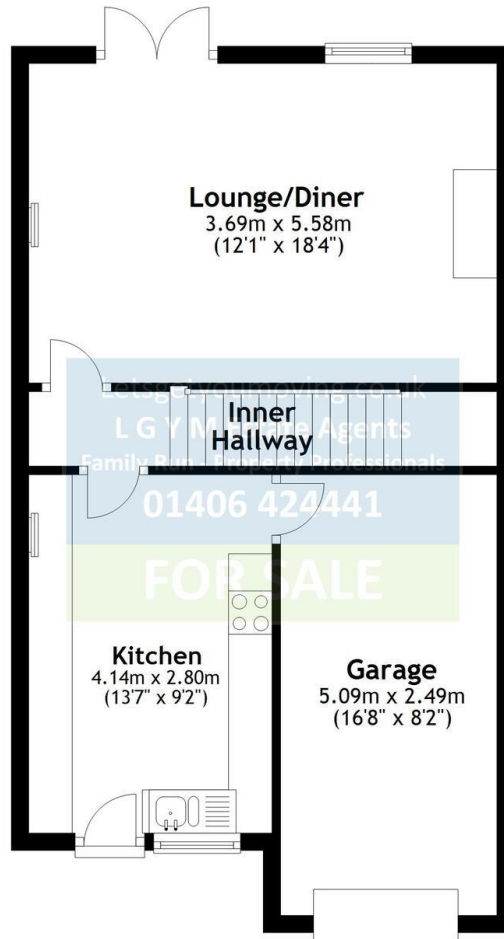 Lounge/Diner
3.69m x 5.58m
(12'1" x 18'4")
Letsgetyoumoving.co.uk
Inner
L G Y M Estate Agents
Hallway
Family Run - Property Professionals
01406 424441
FOR SALE
Kitchen
4.14m x 2.80m
(13'7" x 9'2")
Garage
5.09m x 2.49m
(16'8" x 8'2")